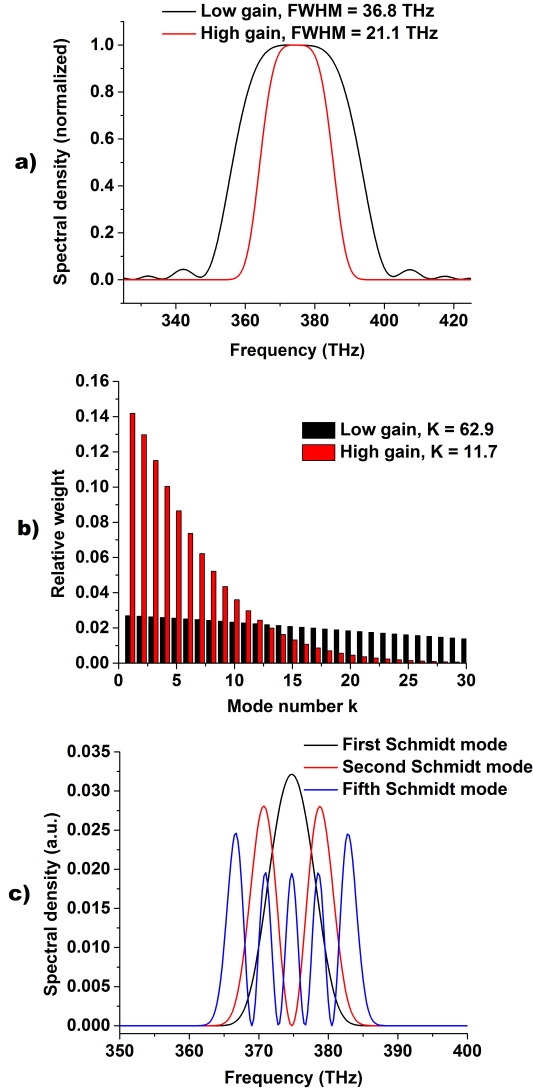 Low gain, FWHM = 36.8 THz
High gain, FWHM = 21.1 THz
a)
Spectral density (normalized)
1.0
0.8
0.6
0.4
0.2
0.0
340 360 380 400 420
Frequency (THz)
b)
Relative weight
0.16
0.14
0.12
0.10
0.08
0.06
0.04
0.02
0.00
Low gain, K = 62.9
High gain, K = 11.7
0 5 10 15 20 25 30
Mode number k
c)
Spectral density (a.u.)
0.035
0.030
0.025
0.020
0.015
0.010
0.005
0.000
First Schmidt mode
Second Schmidt mode
Fifth Schmidt mode
350 360 370 380 390 400
Frequency (THz)